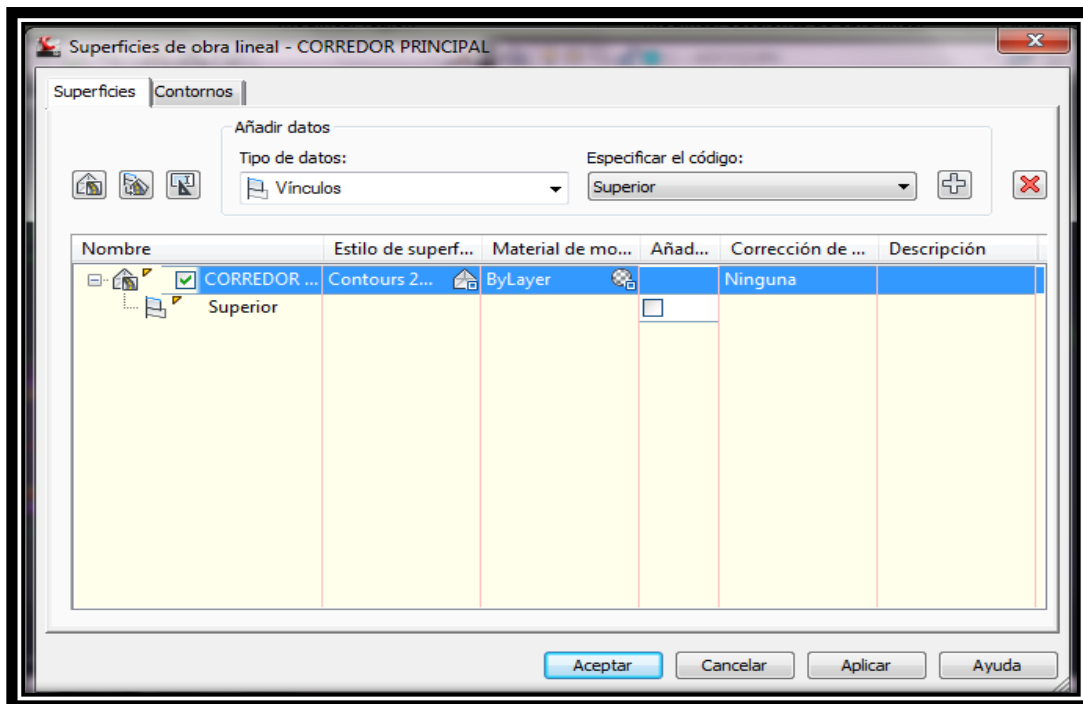 Superficies de obra lineal - CORREDOR PRINCIPAL
Superficies Contornos
Añadir datos
Tipo de datos: Especificar el código:
Vínculos Superior
Nombre Estilo de superf... Material de mo... Añad... Corrección de ... Descripción
CORREDOR ... Contours 2... ByLayer Ninguna
Superior
Aceptar Cancelar Aplicar Ayuda